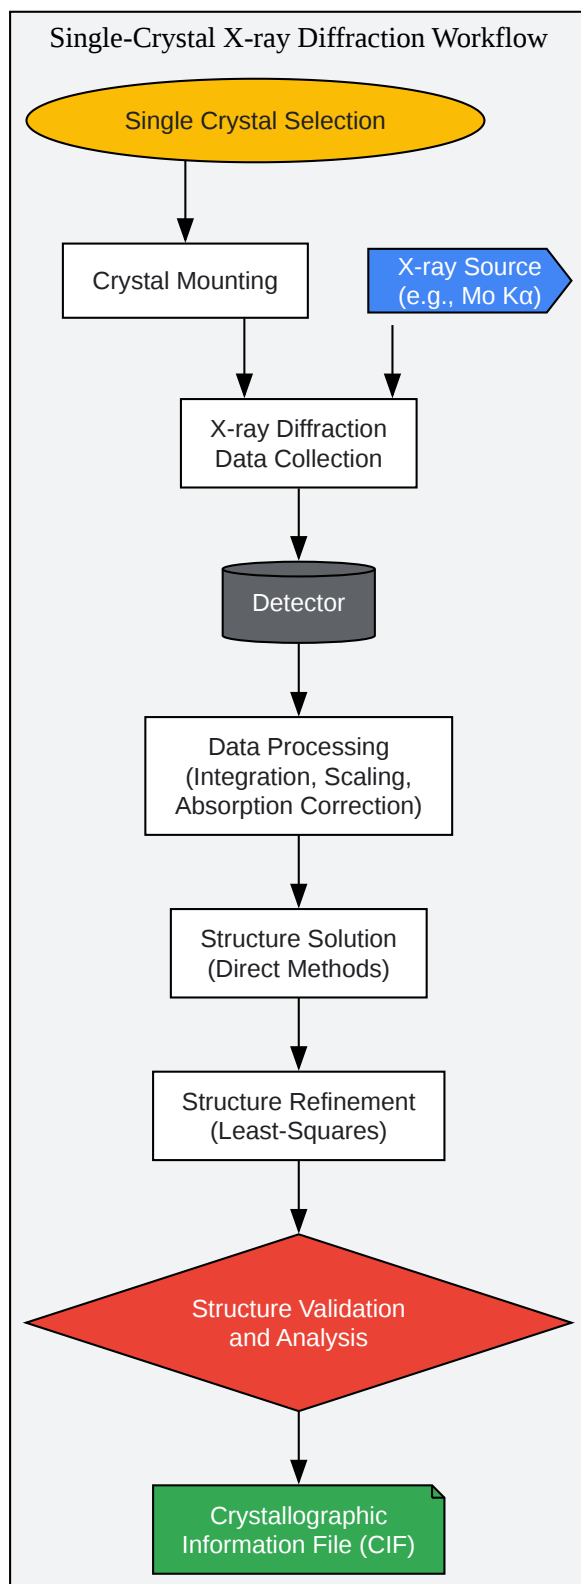 Single-Crystal X-ray Diffraction Workflow
Single Crystal Selection
Crystal Mounting
X-ray Source
(e.g., Mo Kα)
X-ray Diffraction
Data Collection
Detector
Data Processing
(Integration, Scaling,
Absorption Correction)
Structure Solution
(Direct Methods)
Structure Refinement
(Least-Squares)
Structure Validation
and Analysis
Crystallographic
Information File (CIF)